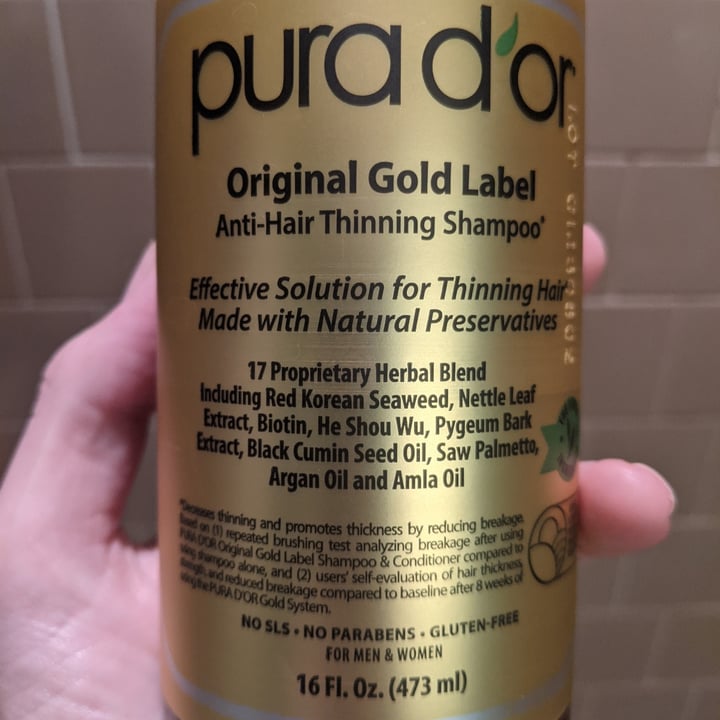 pura d'or
Original Gold Label
Anti-Hair Thinning Shampoo*
Effective Solution for Thinning Hair
Made with Natural Preservatives
17 Proprietary Herbal Blend
Including Red Korean Seaweed, Nettle Leaf
Extract, Biotin, He Shou Wu, Pygeum Bark
Extract, Black Cumin Seed Oil, Saw Palmetto,
Argan Oil and Amla Oil
*Decreases thinning and promotes thickness by reducing breakage,
based on (1) repeated brushing test analyzing breakage after using
PURA D'OR Original Gold Label Shampoo & Conditioner compared to
using shampoo alone, and (2) users' self-evaluation of hair thickness,
strength, and reduced breakage compared to baseline after 8 weeks of
using the PURA D'OR Gold System.
NO SLS • NO PARABENS • GLUTEN-FREE
FOR MEN & WOMEN
16 Fl. Oz. (473 ml)
LOT